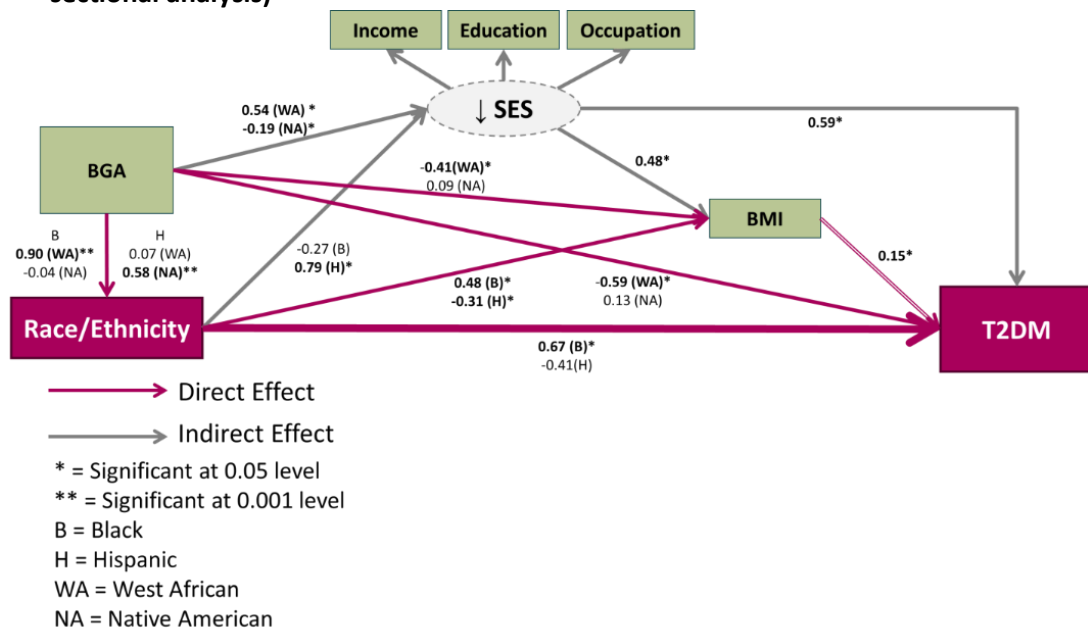 sectional analysis)
Income
Education
Occupation
↓ SES
0.54 (WA) *
-0.19 (NA)*
0.59*
BGA
-0.41(WA)*
0.09 (NA)
0.48*
BMI
B
0.90 (WA)**
-0.04 (NA)
H
0.07 (WA)
0.58 (NA)**
-0.27 (B)
0.79 (H)*
0.15*
0.48 (B)*
-0.31 (H)*
-0.59 (WA)*
0.13 (NA)
Race/Ethnicity
T2DM
0.67 (B)*
-0.41(H)
Direct Effect
Indirect Effect
* = Significant at 0.05 level
** = Significant at 0.001 level
B = Black
H = Hispanic
WA = West African
NA = Native American